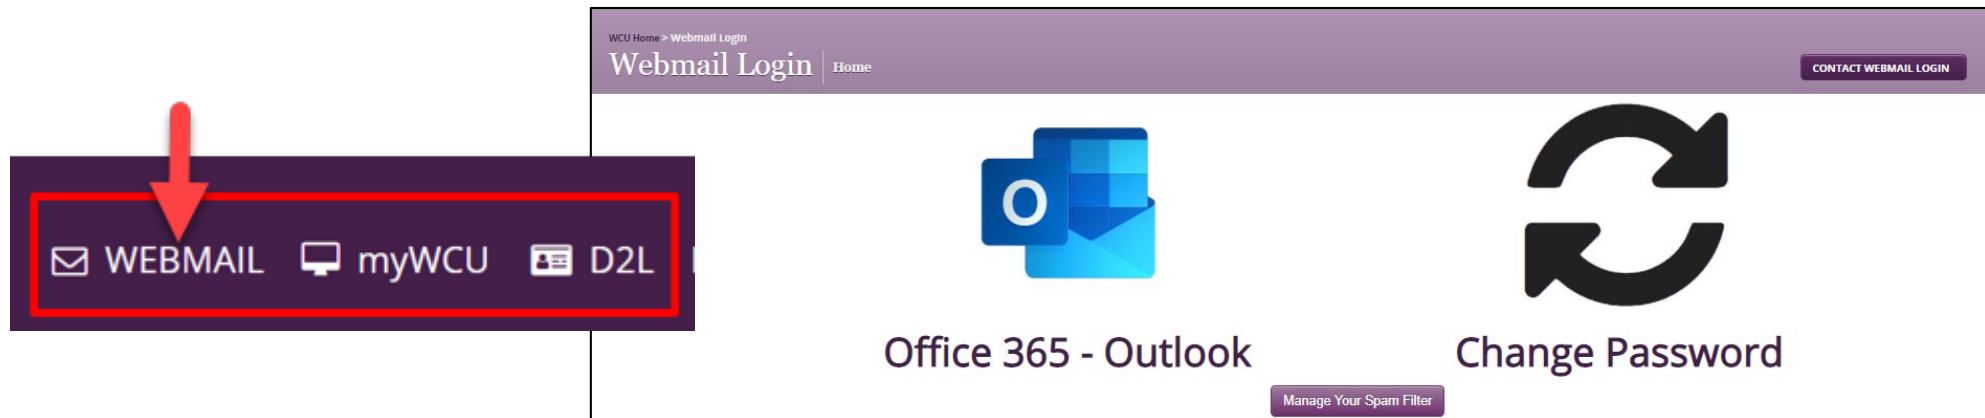 WEBMAIL myWCU D2L
WCU Home > Webmail Login
Webmail Login Home
CONTACT WEBMAIL LOGIN
O
Office 365 - Outlook
Change Password
Manage Your Spam Filter